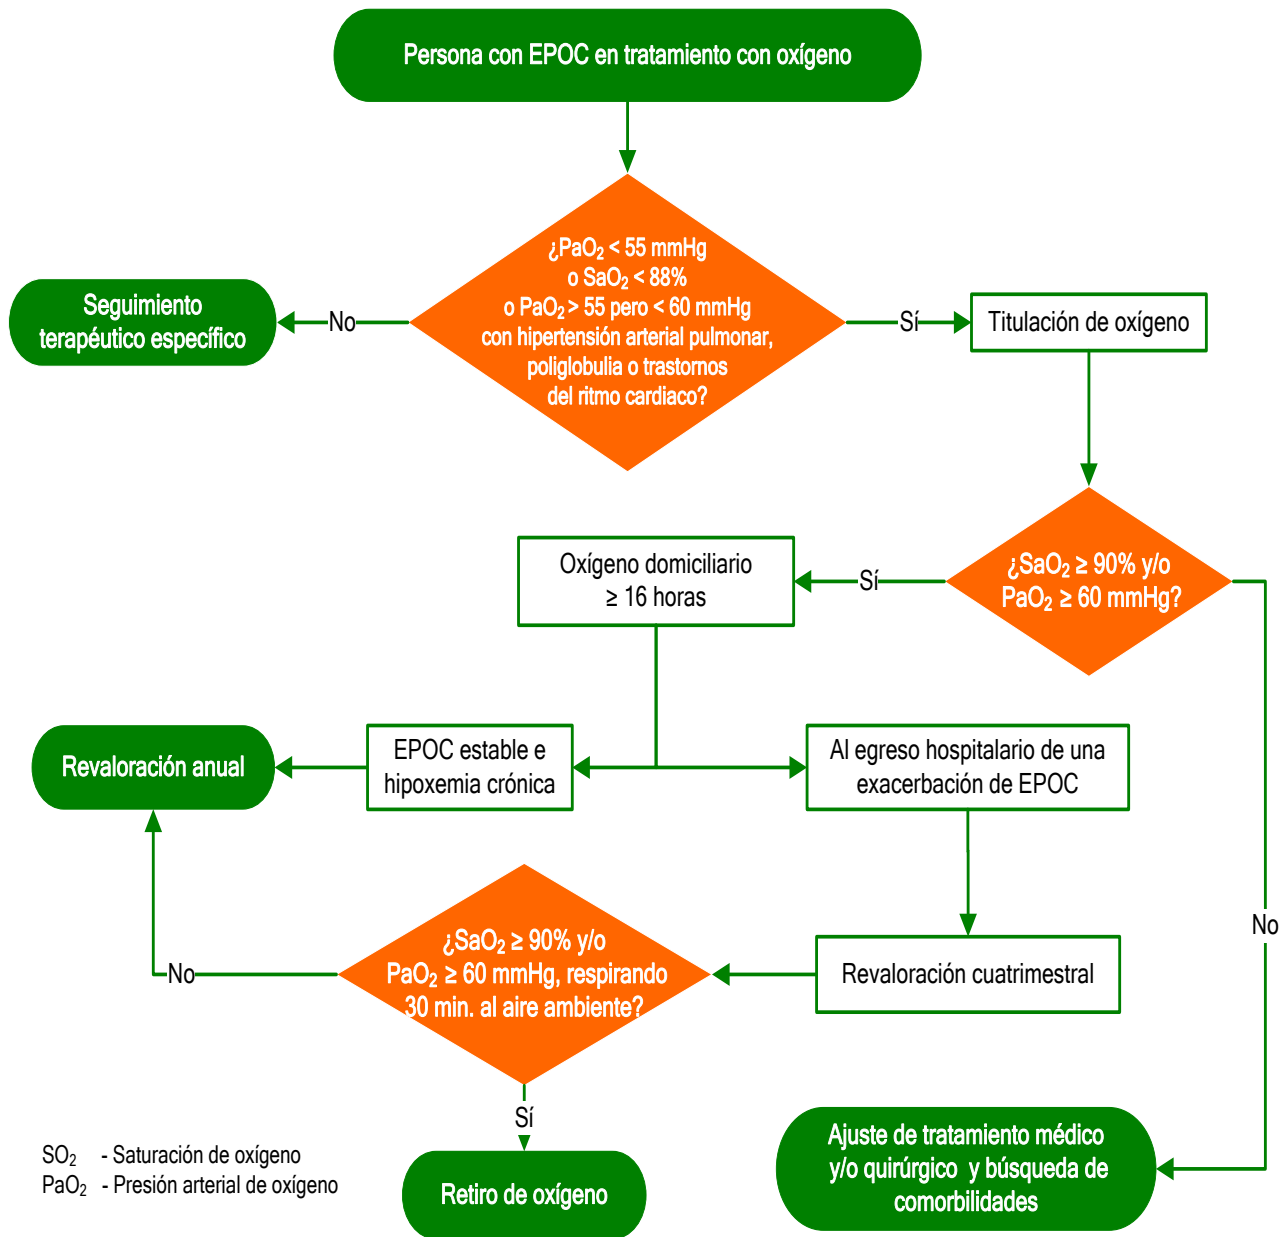 Persona con EPOC en tratamiento con oxígeno
¿PaO₂ < 55 mmHg
o SaO₂ < 88%
o PaO₂ > 55 pero < 60 mmHg
con hipertensión arterial pulmonar,
poliglobulia o trastornos
del ritmo cardiaco?
No
Seguimiento
terapéutico específico
Sí
Titulación de oxígeno
¿SaO₂ ≥ 90% y/o
PaO₂ ≥ 60 mmHg?
Sí
Oxígeno domiciliario
≥ 16 horas
EPOC estable e
hipoxemia crónica
Revaloración anual
Al egreso hospitalario de una
exacerbación de EPOC
Revaloración cuatrimestral
¿SaO₂ ≥ 90% y/o
PaO₂ ≥ 60 mmHg, respirando
30 min. al aire ambiente?
No
Sí
Retiro de oxígeno
No
Ajuste de tratamiento médico
y/o quirúrgico y búsqueda de
comorbilidades
SO₂ - Saturación de oxígeno
PaO₂ - Presión arterial de oxígeno